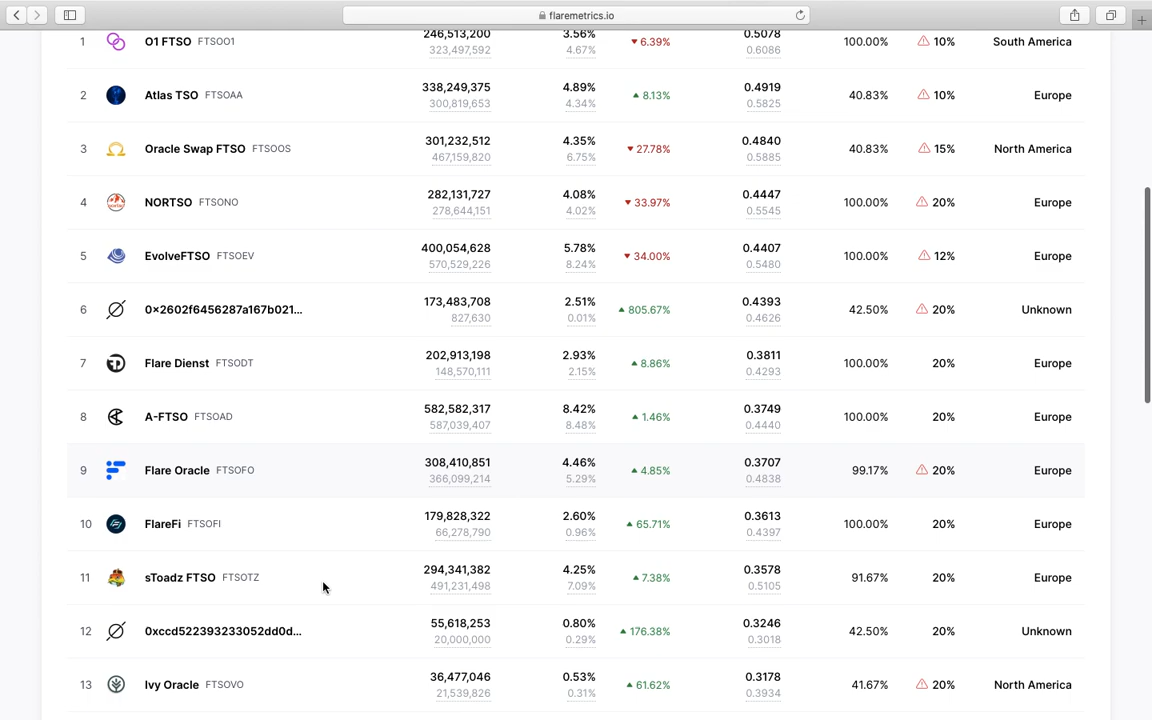 flaremetrics.io
1 O1 FTSO FTSOO1 246,513,200 3.56% 6.39% 0.5078 100.00% 10% South America
323,497,592 4.67% 0.6086
2 Atlas TSO FTSOAA 338,249,375 4.89% 8.13% 0.4919 40.83% 10% Europe
300,819,653 4.34% 0.5825
3 Oracle Swap FTSO FTSOOS 301,232,512 4.35% 27.78% 0.4840 40.83% 15% North America
467,159,820 6.75% 0.5885
4 NORTSO FTSONO 282,131,727 4.08% 33.97% 0.4447 100.00% 20% Europe
278,644,151 4.02% 0.5545
5 EvolveFTSO FTSOEV 400,054,628 5.78% 34.00% 0.4407 100.00% 12% Europe
570,529,226 8.24% 0.5480
6 0x2602f6456287a167b021... 173,483,708 2.51% 805.67% 0.4393 42.50% 20% Unknown
827,630 0.01% 0.4626
7 Flare Dienst FTSODT 202,913,198 2.93% 8.86% 0.3811 100.00% 20% Europe
148,570,111 2.15% 0.4293
8 A-FTSO FTSOAD 582,582,317 8.42% 1.46% 0.3749 100.00% 20% Europe
587,039,407 8.48% 0.4440
9 Flare Oracle FTSOFO 308,410,851 4.46% 4.85% 0.3707 99.17% 20% Europe
366,099,214 5.29% 0.4838
10 FlareFi FTSOFI 179,828,322 2.60% 65.71% 0.3613 100.00% 20% Europe
66,278,790 0.96% 0.4397
11 sToadz FTSO FTSOTZ 294,341,382 4.25% 7.38% 0.3578 91.67% 20% Europe
491,231,498 7.09% 0.5105
12 0xccd522393233052dd0d... 55,618,253 0.80% 176.38% 0.3246 42.50% 20% Unknown
20,000,000 0.29% 0.3018
13 Ivy Oracle FTSOVO 36,477,046 0.53% 61.62% 0.3178 41.67% 20% North America
21,539,826 0.31% 0.3934